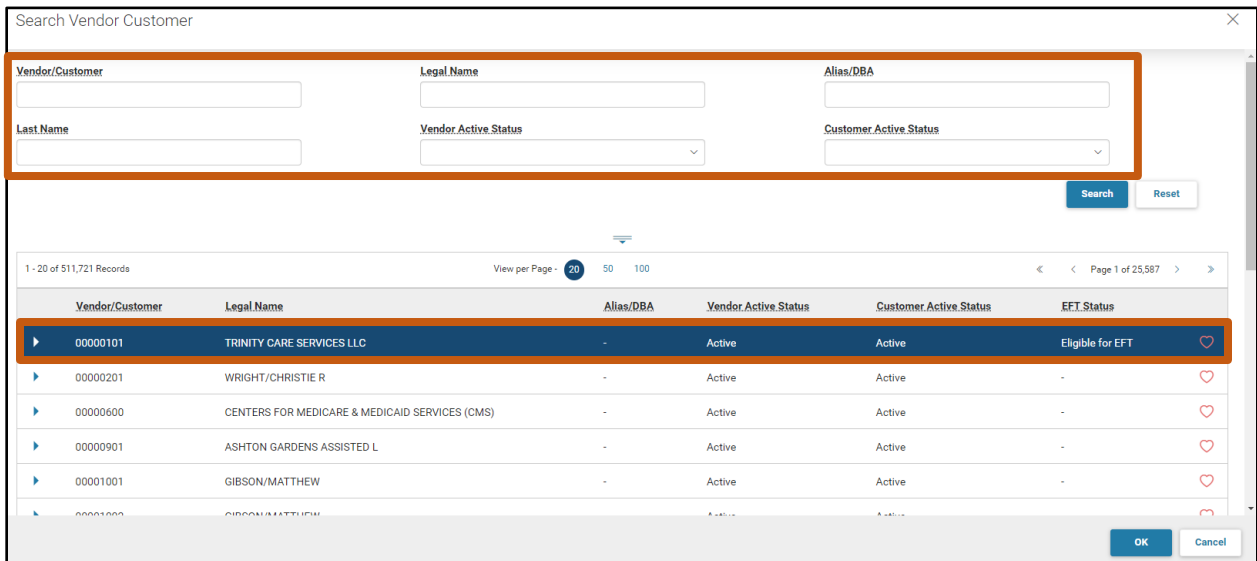 Search Vendor Customer
Vendor/Customer Legal Name Alias/DBA
Last Name Vendor Active Status Customer Active Status
Search Reset
1 - 20 of 511,721 Records View per Page - 20 50 100 « < Page 1 of 25,587 > »
Vendor/Customer Legal Name Alias/DBA Vendor Active Status Customer Active Status EFT Status
00000101 TRINITY CARE SERVICES LLC - Active Active Eligible for EFT
00000201 WRIGHT/CHRISTIE R - Active Active -
00000600 CENTERS FOR MEDICARE & MEDICAID SERVICES (CMS) - Active Active -
00000901 ASHTON GARDENS ASSISTED L - Active Active -
00001001 GIBSON/MATTHEW - Active Active -
GIBSON/MATTHEW Active Active
OK Cancel